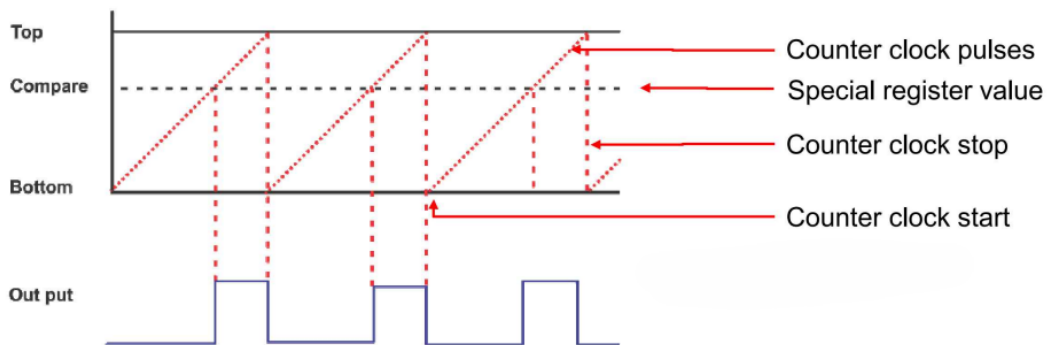 Top
Counter clock pulses
Compare
Special register value
Counter clock stop
Bottom
Counter clock start
Out put